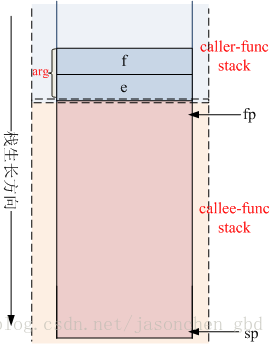 caller-func
stack
f
arg
e
fp
栈生长方向
callee-func
stack
blog.csdn.net/jasonchen_gbd
sp